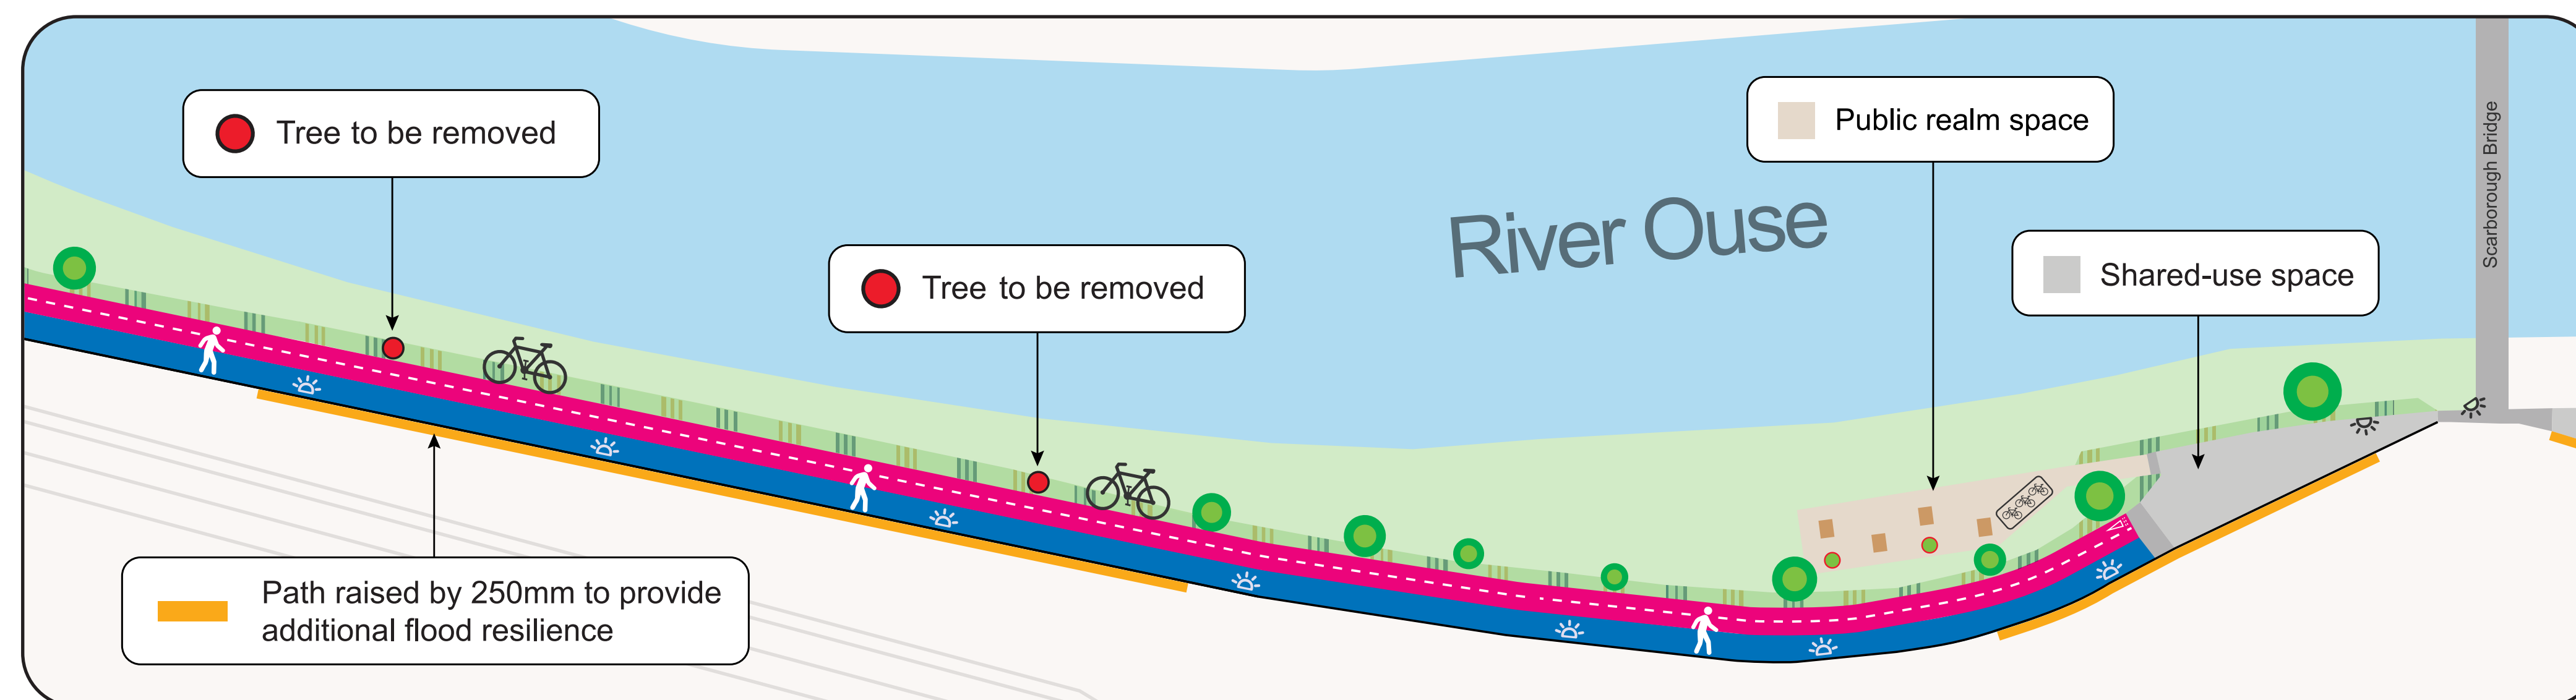 Tree to be removed
Public realm space
Scarborough Bridge
River Ouse
Shared-use space
Tree to be removed
Path raised by 250mm to provide
additional flood resilience